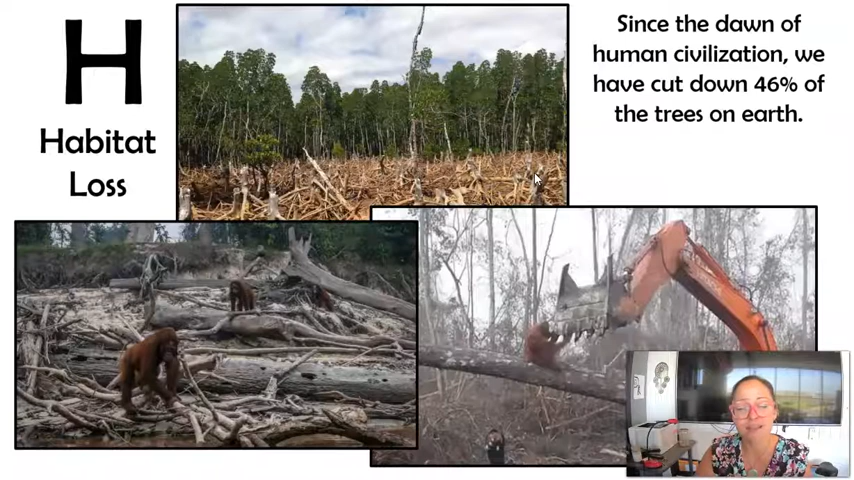 H
Habitat
Loss
Since the dawn of
human civilization, we
have cut down 46% of
the trees on earth.